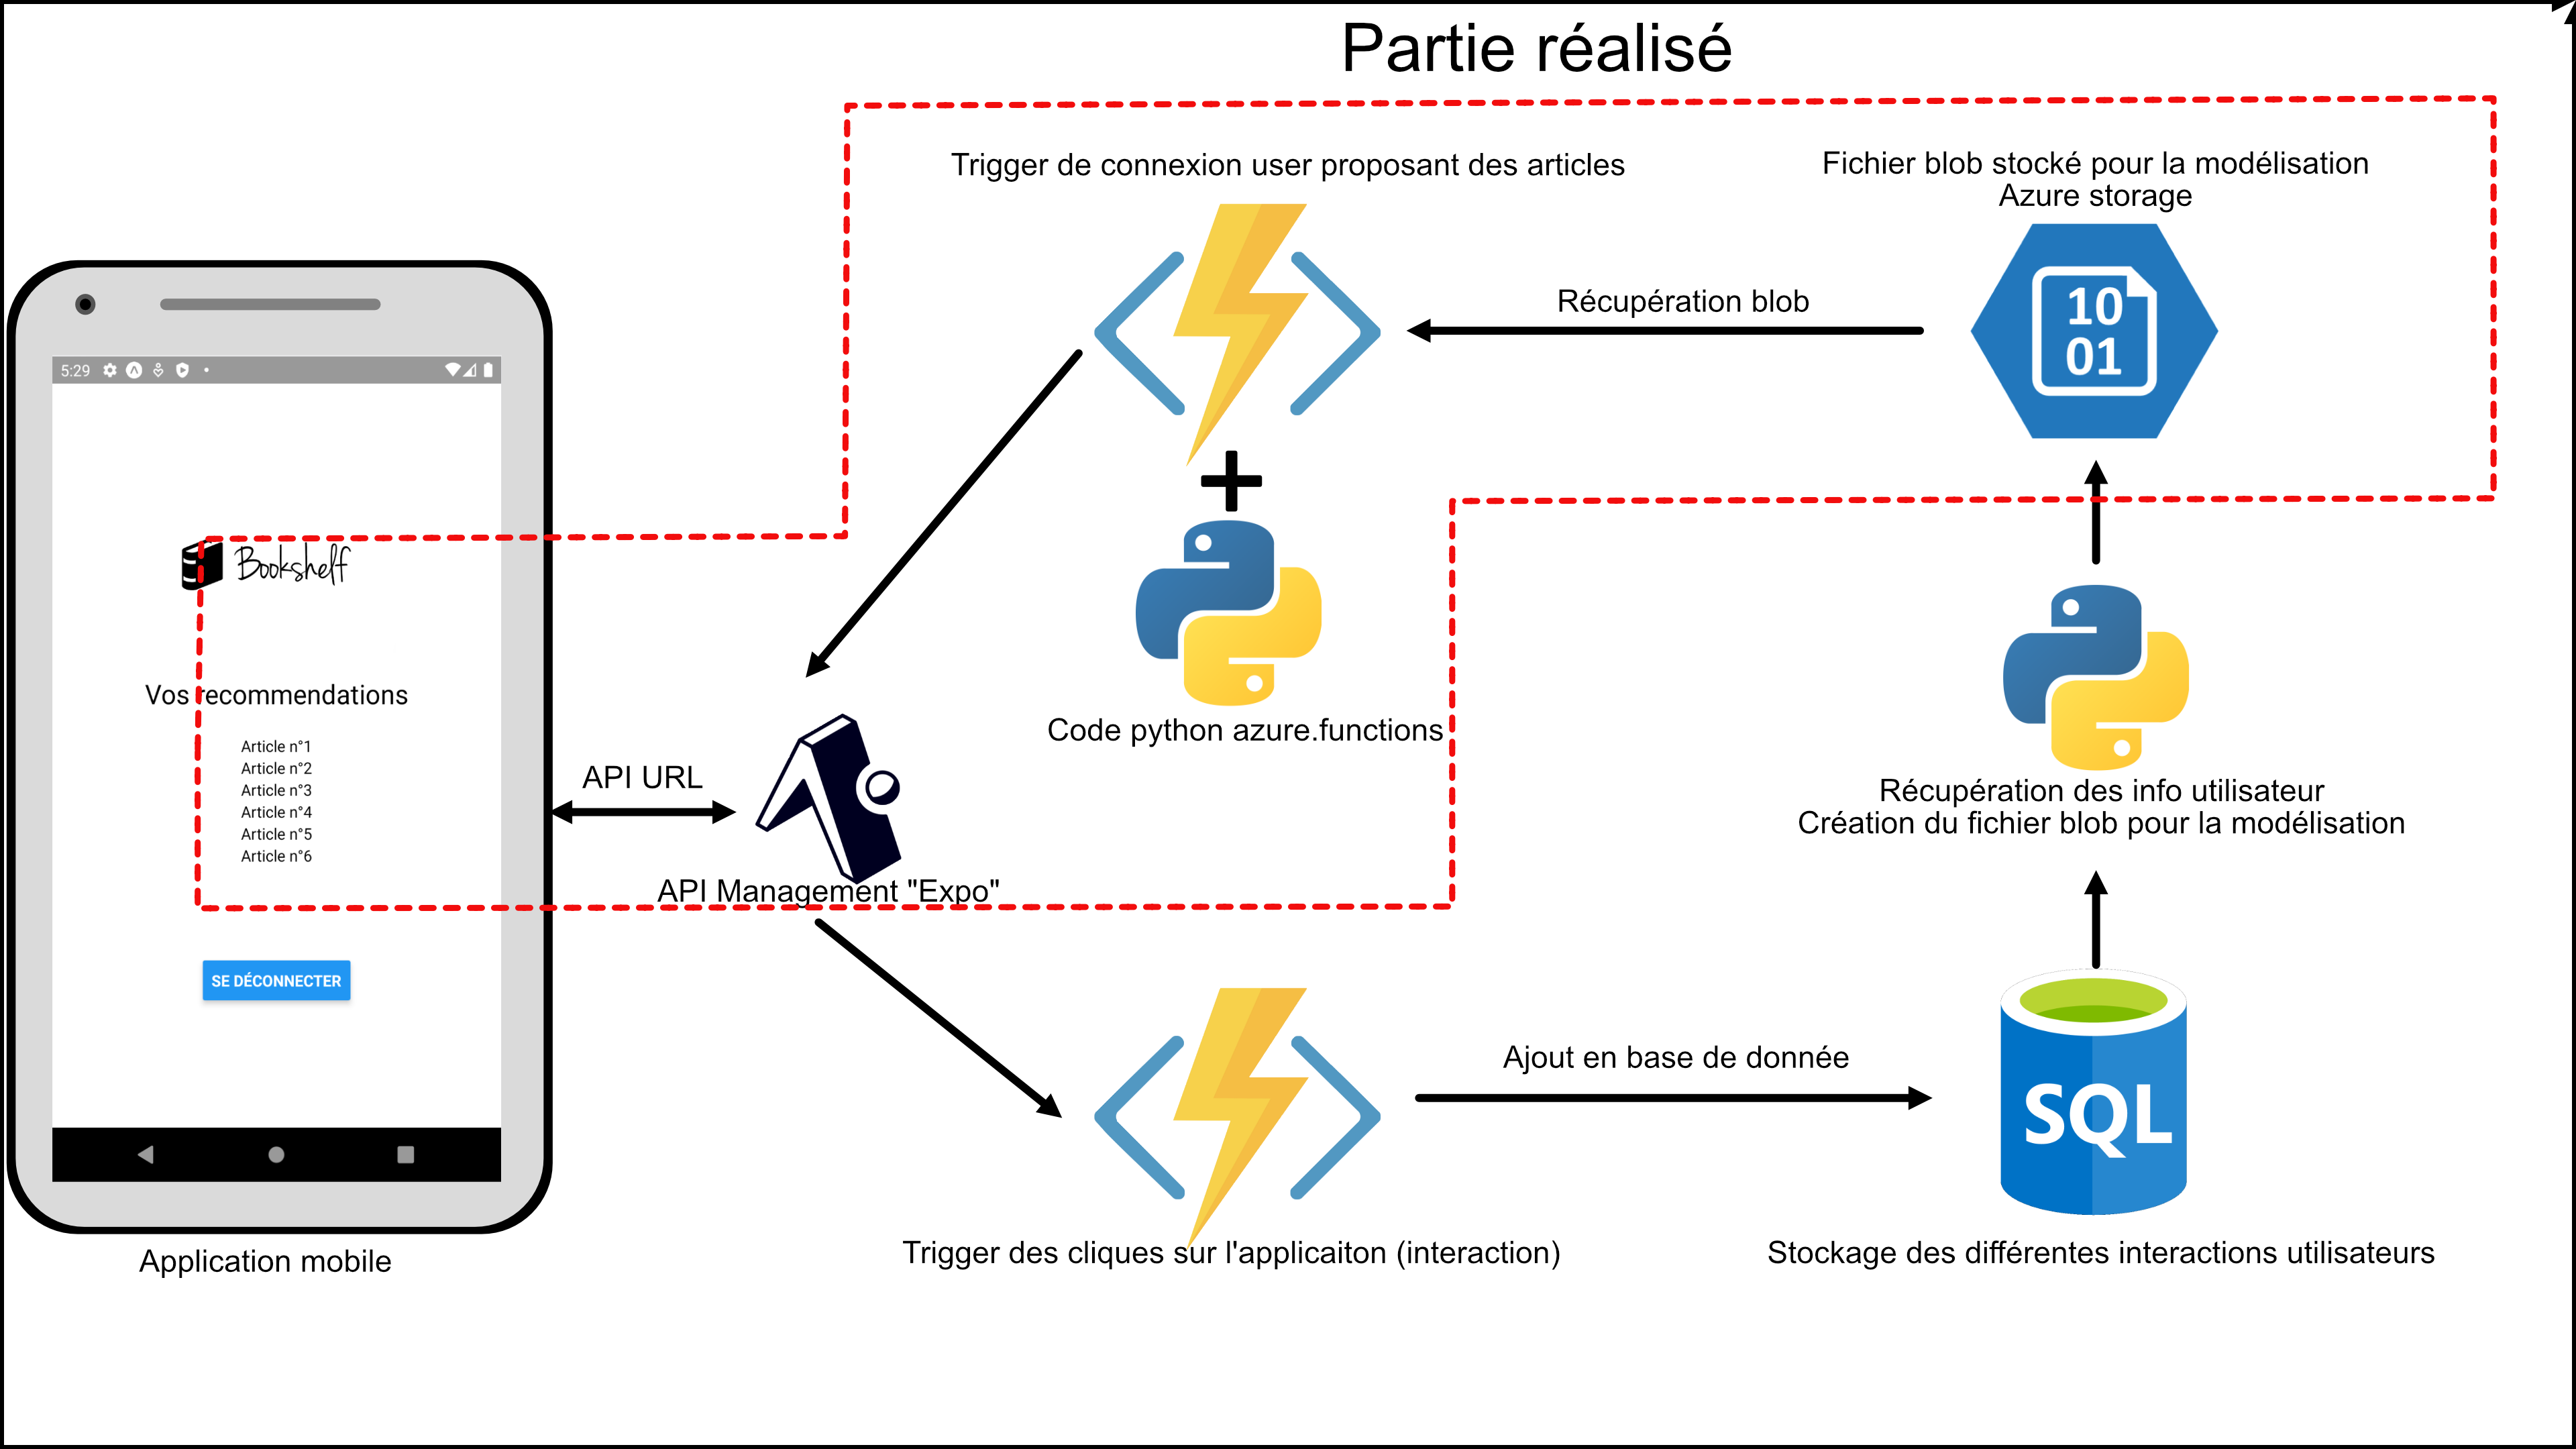 Partie réalisé
Trigger de connexion user proposant des articles
Fichier blob stocké pour la modélisation
Azure storage
10
01
Récupération blob
5:29
Bookshelf
Vos recommendations
Article n°1
Article n°2
Article n°3
Article n°4
Article n°5
Article n°6
SE DÉCONNECTER
Application mobile
API URL
API Management "Expo"
Code python azure.functions
Récupération des info utilisateur
Création du fichier blob pour la modélisation
Ajout en base de donnée
SQL
Trigger des cliques sur l'applicaiton (interaction)
Stockage des différentes interactions utilisateurs